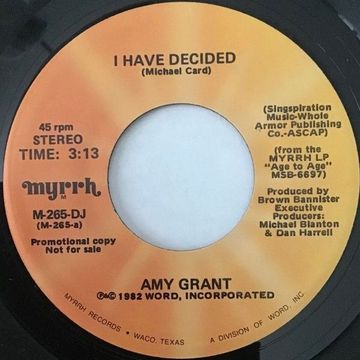 I HAVE DECIDED
(Michael Card)
45 rpm
STEREO
TIME: 3:13
myrrh
M
M-265-DJ
(M-265-a)
Promotional copy
Not for sale
(Singspiration
Music-Whole
Armor Publishing
Co.-ASCAP)
(from the
MYRRH LP
"Age to Age"
MSB-6697)
Produced by
Brown Bannister
Executive
Producers:
Michael Blanton
& Dan Harrell
AMY GRANT
℗©1982 WORD, INCORPORATED
MYRRH RECORDS • WACO, TEXAS A DIVISION OF WORD, INC.